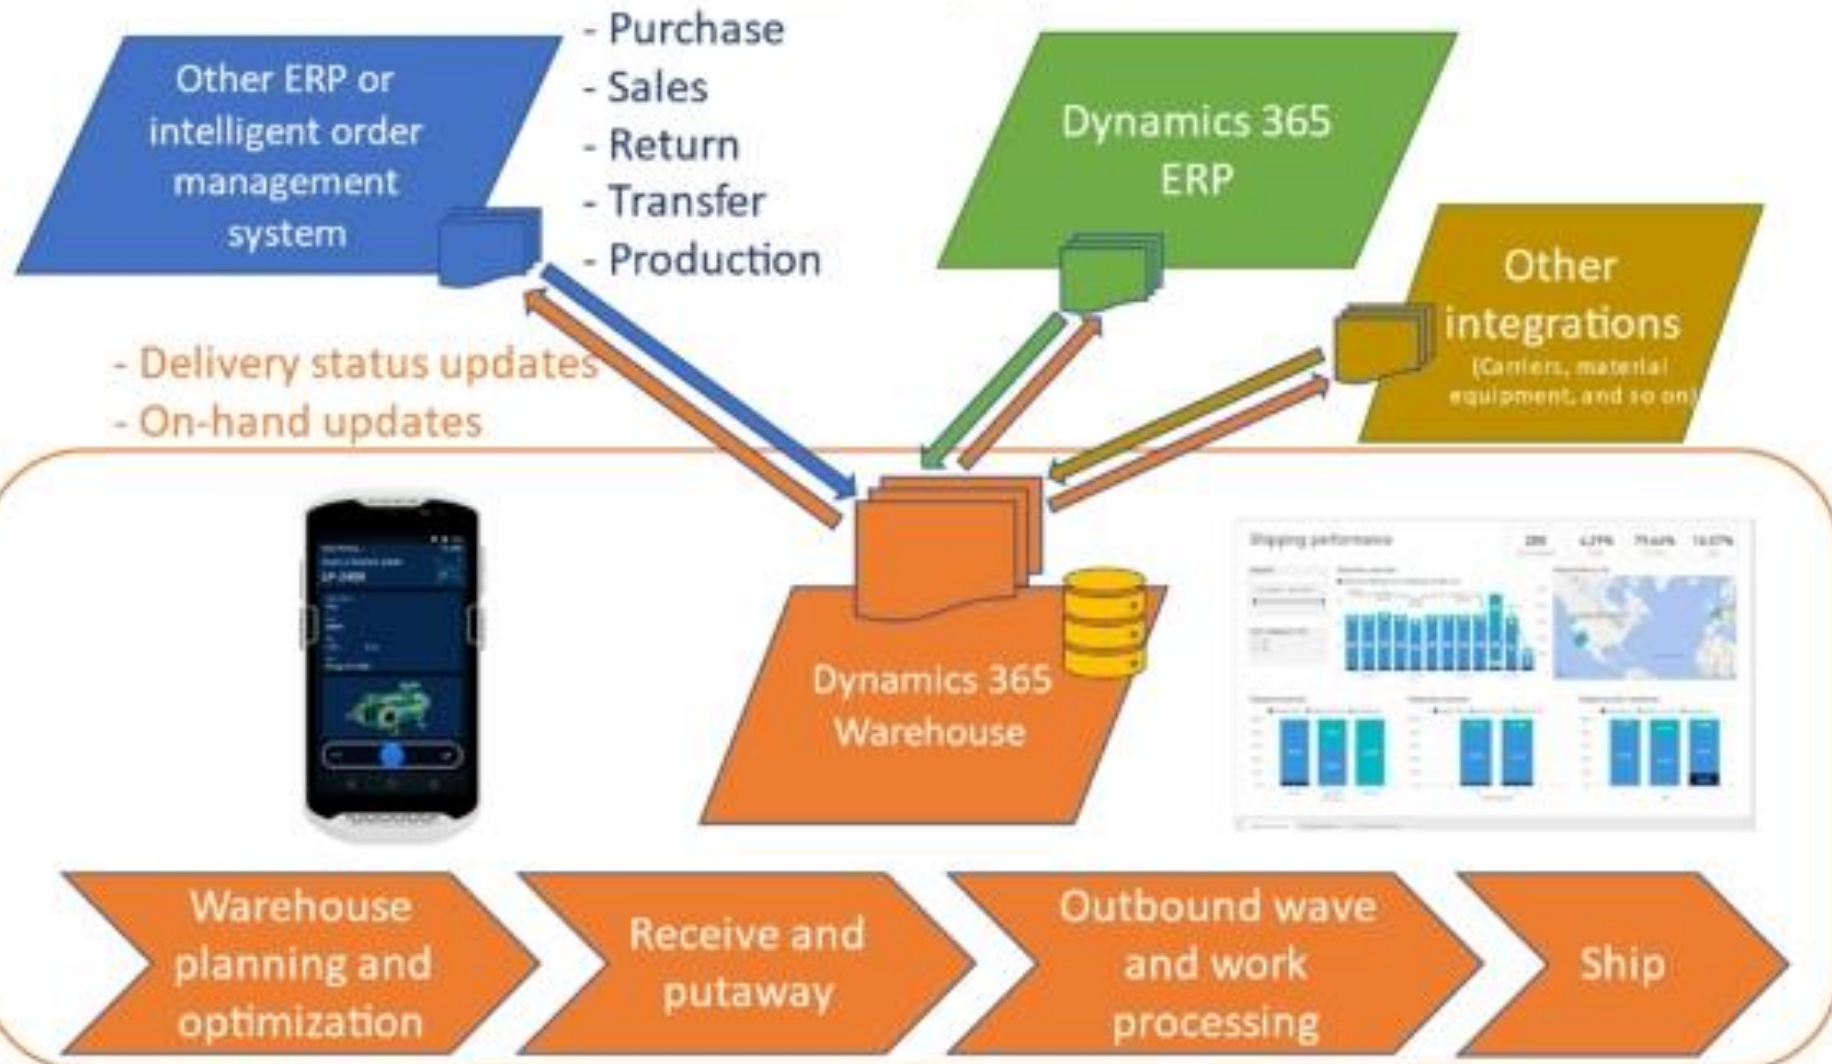 Other ERP or
intelligent order
management
system
- Purchase
- Sales
- Return
- Transfer
- Production
Dynamics 365
ERP
Other
integrations
(Carriers, material
equipment, and so on)
- Delivery status updates
- On-hand updates
Shipping performance
Dynamics 365
Warehouse
Warehouse
planning and
optimization
Receive and
putaway
Outbound wave
and work
processing
Ship